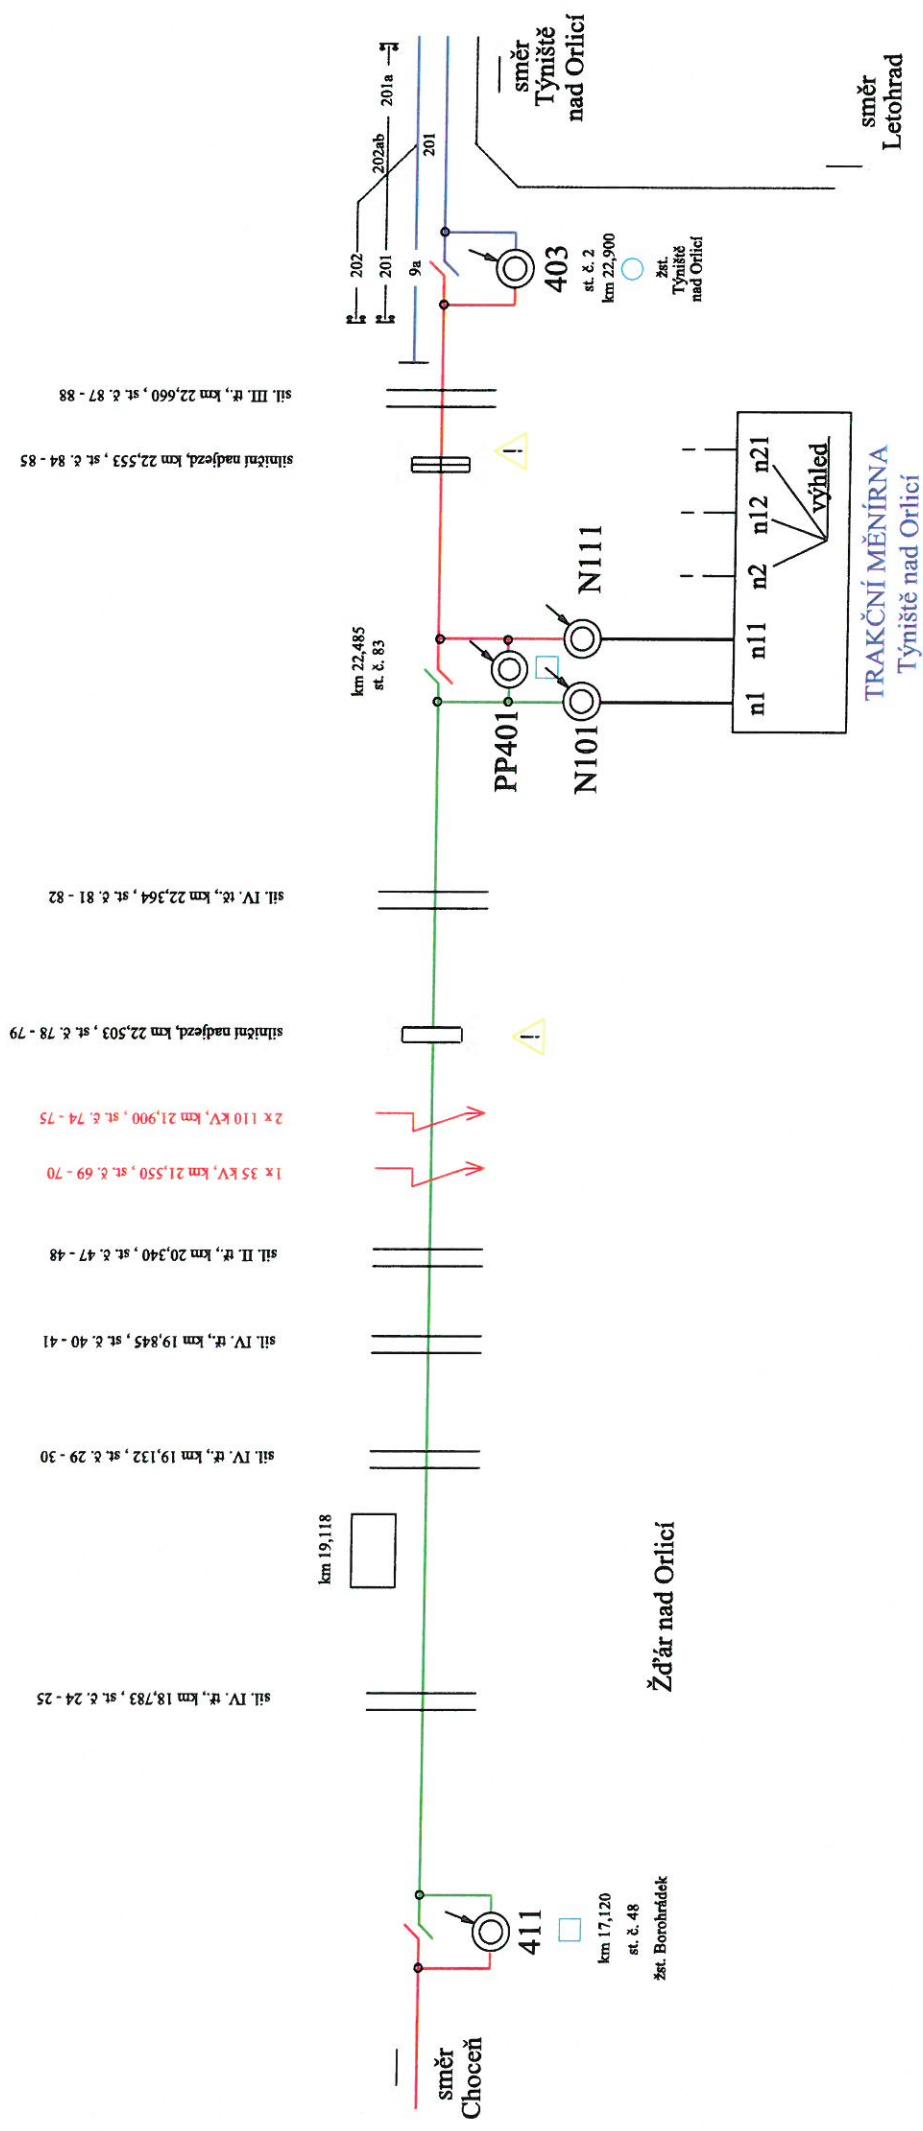 202
201
202ab
201a
9a
201
směr
Týniště
nad Orlicí
směr
Letohrad
403
st. č. 2
km 22,900
žst.
Týniště
nad Orlicí
sil. III. tř., km 22,660 , st. č. 87 - 88
silniční nadjezd, km 22,553 , st. č. 84 - 85
km 22,485
st. č. 83
N111
PP401
N101
n1
n11
n2
n12
n21
výhled
TRAKČNÍ MĚNÍRNA
Týniště nad Orlicí
sil. IV. tč., km 22,364 , st. č. 81 - 82
silniční nadjezd, km 22,503 , st. č. 78 - 79
2 x 110 kV, km 21,900 , st. č. 74 - 75
1x 35 kV, km 21,550 , st. č. 69 - 70
sil. II. tř., km 20,340 , st. č. 47 - 48
sil. IV. tř., km 19,845 , st. č. 40 - 41
sil. IV. tř., km 19,132 , st. č. 29 - 30
km 19,118
Žďár nad Orlicí
sil. IV. tř., km 18,783 , st. č. 24 - 25
411
km 17,120
st. č. 48
žst. Borohrádek
směr
Choceň